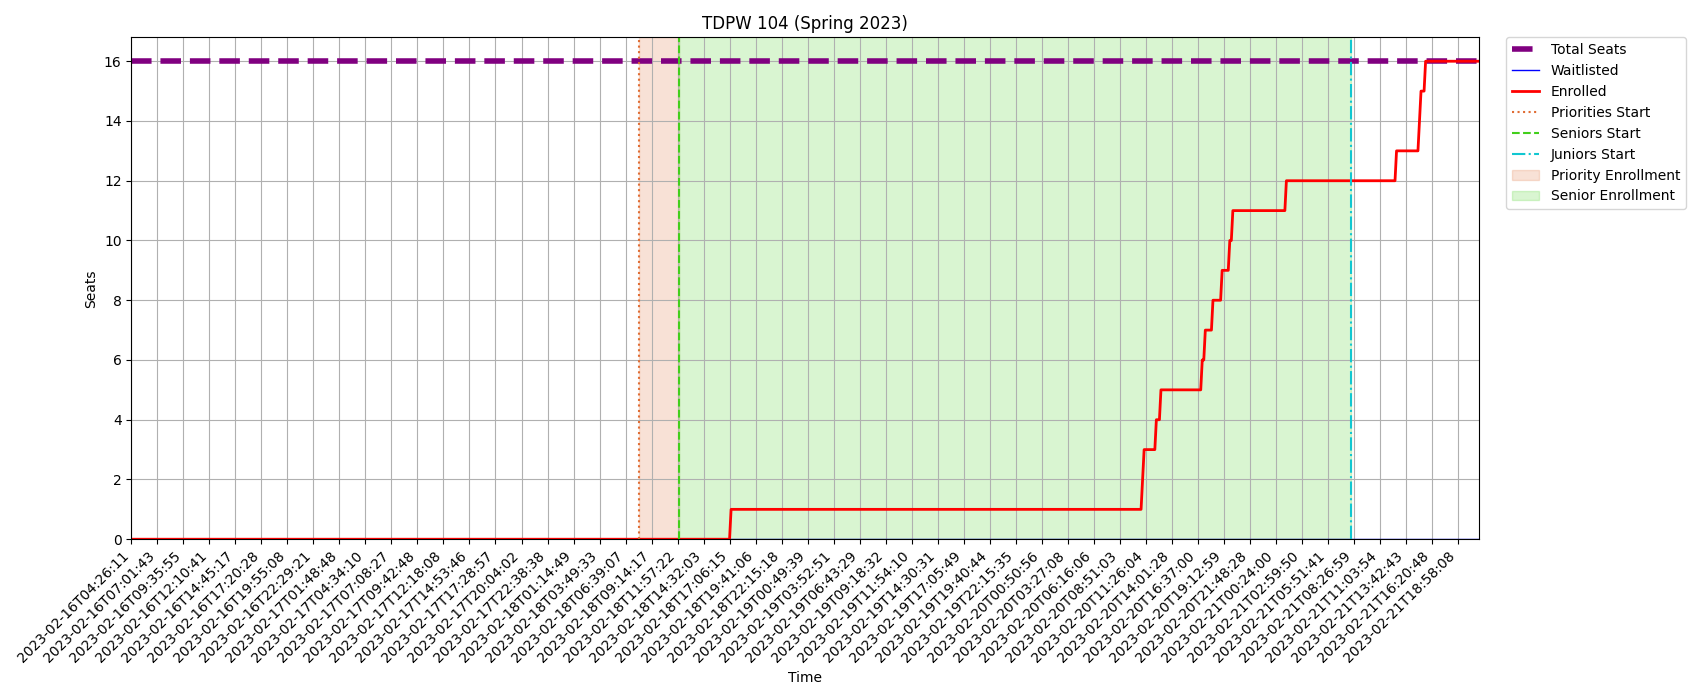 TDPW 104 (Spring 2023)
Total Seats
Waitlisted
Enrolled
Priorities Start
Seniors Start
Juniors Start
Priority Enrollment
Senior Enrollment
Seats
16
14
12
10
8
6
4
2
0
2023-02-16T04:26:11
2023-02-16T07:01:43
2023-02-16T09:35:55
2023-02-16T12:10:41
2023-02-16T14:45:17
2023-02-16T17:20:28
2023-02-16T19:55:08
2023-02-16T22:29:21
2023-02-17T01:48:48
2023-02-17T04:34:10
2023-02-17T07:08:27
2023-02-17T09:42:48
2023-02-17T12:18:08
2023-02-17T14:53:46
2023-02-17T17:28:57
2023-02-17T20:04:02
2023-02-17T22:38:38
2023-02-18T01:14:49
2023-02-18T03:49:33
2023-02-18T06:39:07
2023-02-18T09:14:17
2023-02-18T11:57:22
2023-02-18T14:32:03
2023-02-18T17:06:15
2023-02-18T19:41:06
2023-02-18T22:15:18
2023-02-19T00:49:39
2023-02-19T03:52:51
2023-02-19T06:43:29
2023-02-19T09:18:32
2023-02-19T11:54:10
2023-02-19T14:30:31
2023-02-19T17:05:49
2023-02-19T19:40:44
2023-02-19T22:15:35
2023-02-20T00:50:56
2023-02-20T03:27:08
2023-02-20T06:16:06
2023-02-20T08:51:03
2023-02-20T11:26:04
2023-02-20T14:01:28
2023-02-20T16:37:00
2023-02-20T19:12:59
2023-02-20T21:48:28
2023-02-21T00:24:00
2023-02-21T02:59:50
2023-02-21T05:51:41
2023-02-21T08:26:59
2023-02-21T11:03:54
2023-02-21T13:42:43
2023-02-21T16:20:48
2023-02-21T18:58:08
Time